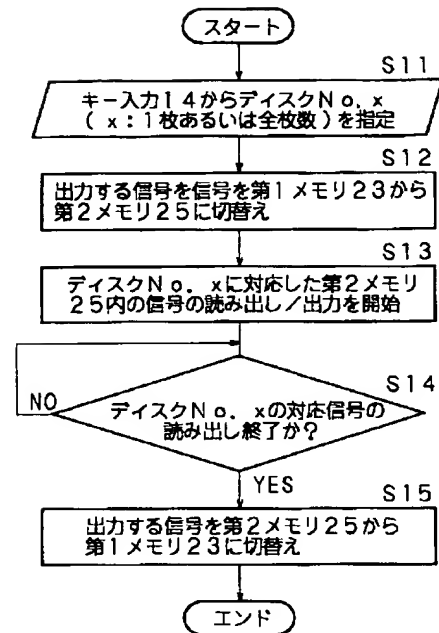 スタート
S11
キー入力14からディスクNo.x
(x:1枚あるいは全枚数)を指定
S12
出力する信号を信号を第1メモリ23から
第2メモリ25に切替え
S13
ディスクNo.xに対応した第2メモリ
25内の信号の読み出し/出力を開始
S14
NO
ディスクNo.xの対応信号の
読み出し終了か?
YES
S15
出力する信号を第2メモリ25から
第1メモリ23に切替え
エンド